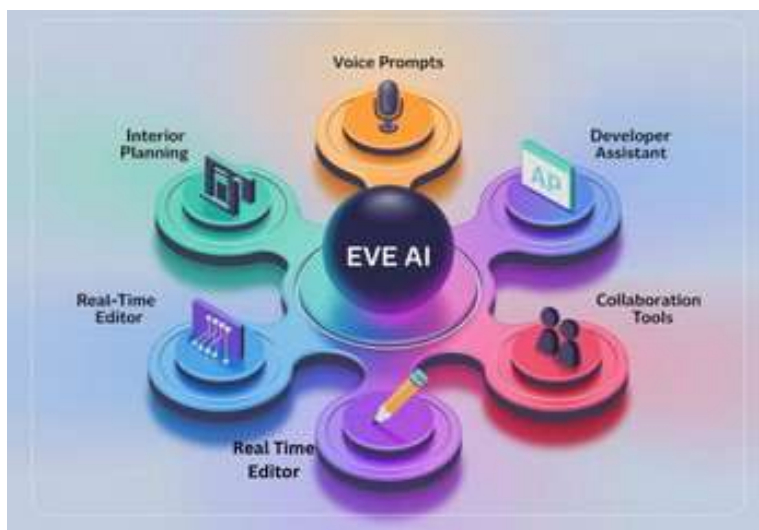 Voice Prompts
Interior
Planning
Developer
Assistant
AP
EVE AI
Real-Time
Editor
Collaboration
Tools
Real Time
Editor